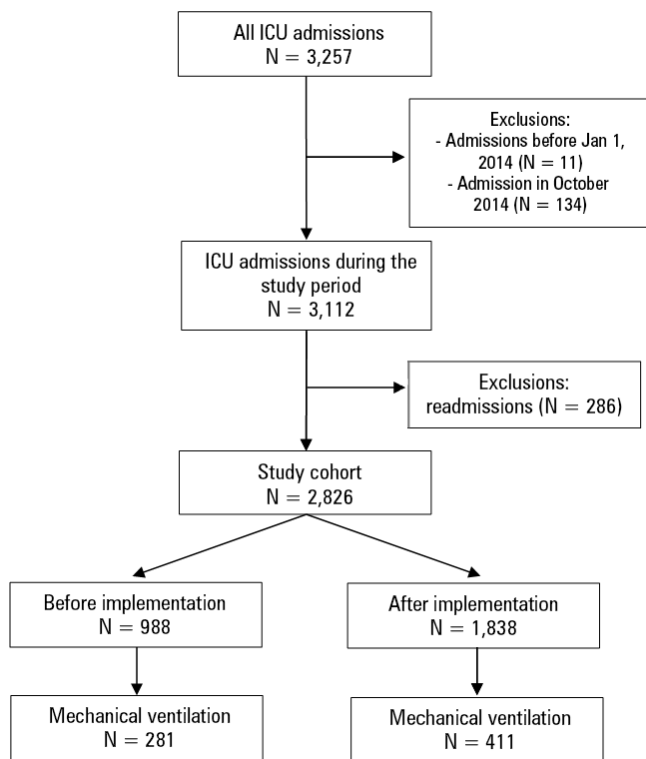 All ICU admissions
N = 3,257
Exclusions:
- Admissions before Jan 1,
2014 (N = 11)
- Admission in October
2014 (N = 134)
ICU admissions during the
study period
N = 3,112
Exclusions:
readmissions (N = 286)
Study cohort
N = 2,826
Before implementation
N = 988
After implementation
N = 1,838
Mechanical ventilation
N = 281
Mechanical ventilation
N = 411